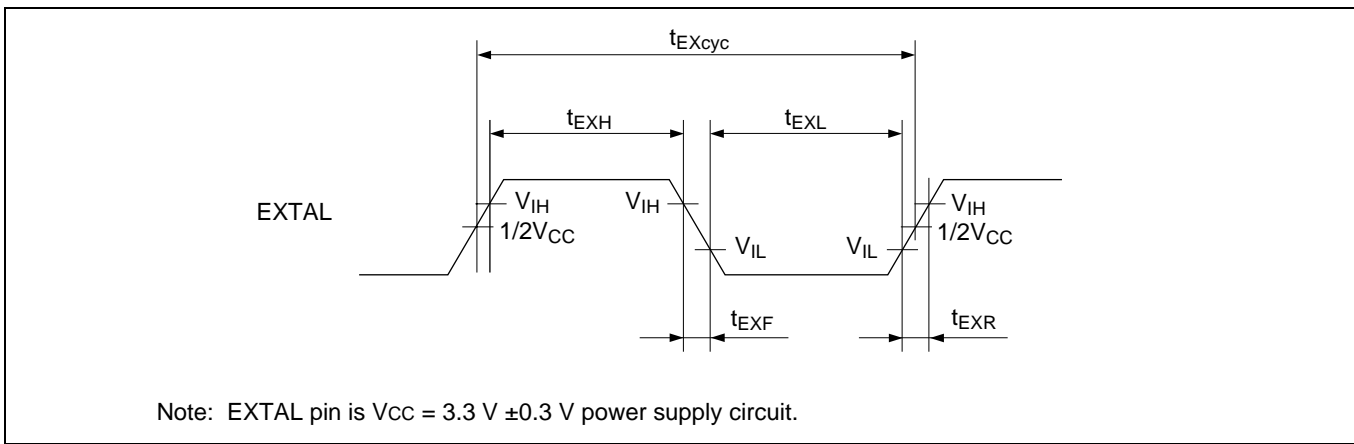 tEXcyc
tEXH tEXL
EXTAL
VIH VIH VIH
1/2VCC 1/2VCC
VIL VIL
tEXF tEXR
Note: EXTAL pin is VCC = 3.3 V ±0.3 V power supply circuit.